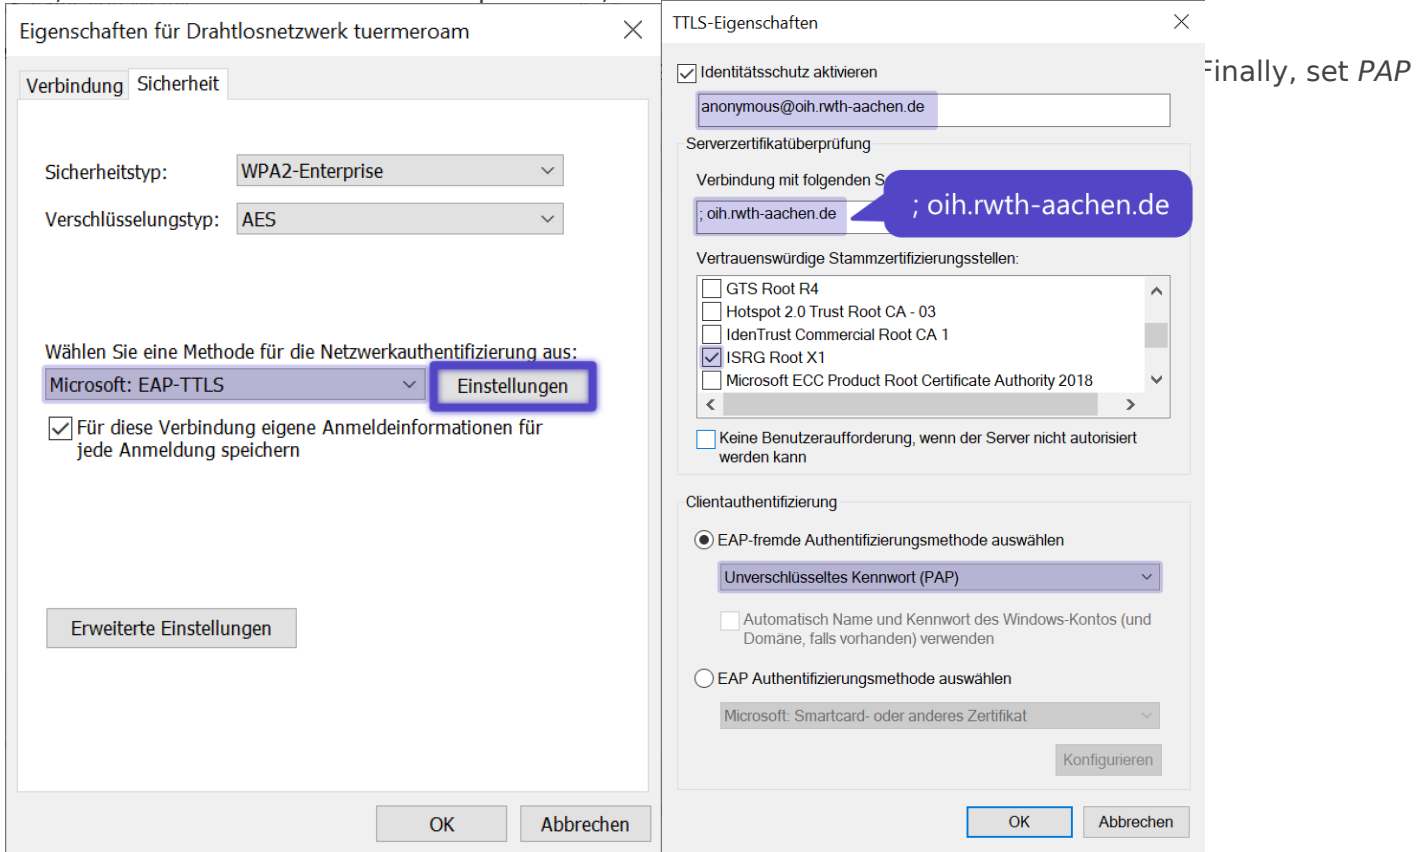 Eigenschaften für Drahtlosnetzwerk tuermeroam
Verbindung
Sicherheit
Sicherheitstyp:
WPA2-Enterprise
Verschlüsselungstyp:
AES
Wählen Sie eine Methode für die Netzwerkauthentifizierung aus:
Microsoft: EAP-TTLS
Einstellungen
Für diese Verbindung eigene Anmeldeinformationen für
jede Anmeldung speichern
Erweiterte Einstellungen
OK
Abbrechen
TTLS-Eigenschaften
Identitätsschutz aktivieren
anonymous@oih.rwth-aachen.de
Serverzertifikatüberprüfung
Verbindung mit folgenden S
; oih.rwth-aachen.de
; oih.rwth-aachen.de
Vertrauenswürdige Stammzertifizierungsstellen:
GTS Root R4
Hotspot 2.0 Trust Root CA - 03
IdenTrust Commercial Root CA 1
ISRG Root X1
Microsoft ECC Product Root Certificate Authority 2018
Keine Benutzeraufforderung, wenn der Server nicht autorisiert
werden kann
Clientauthentifizierung
EAP-fremde Authentifizierungsmethode auswählen
Unverschlüsseltes Kennwort (PAP)
Automatisch Name und Kennwort des Windows-Kontos (und
Domäne, falls vorhanden) verwenden
EAP Authentifizierungsmethode auswählen
Microsoft: Smartcard- oder anderes Zertifikat
Konfigurieren
OK
Abbrechen
Finally, set PAP